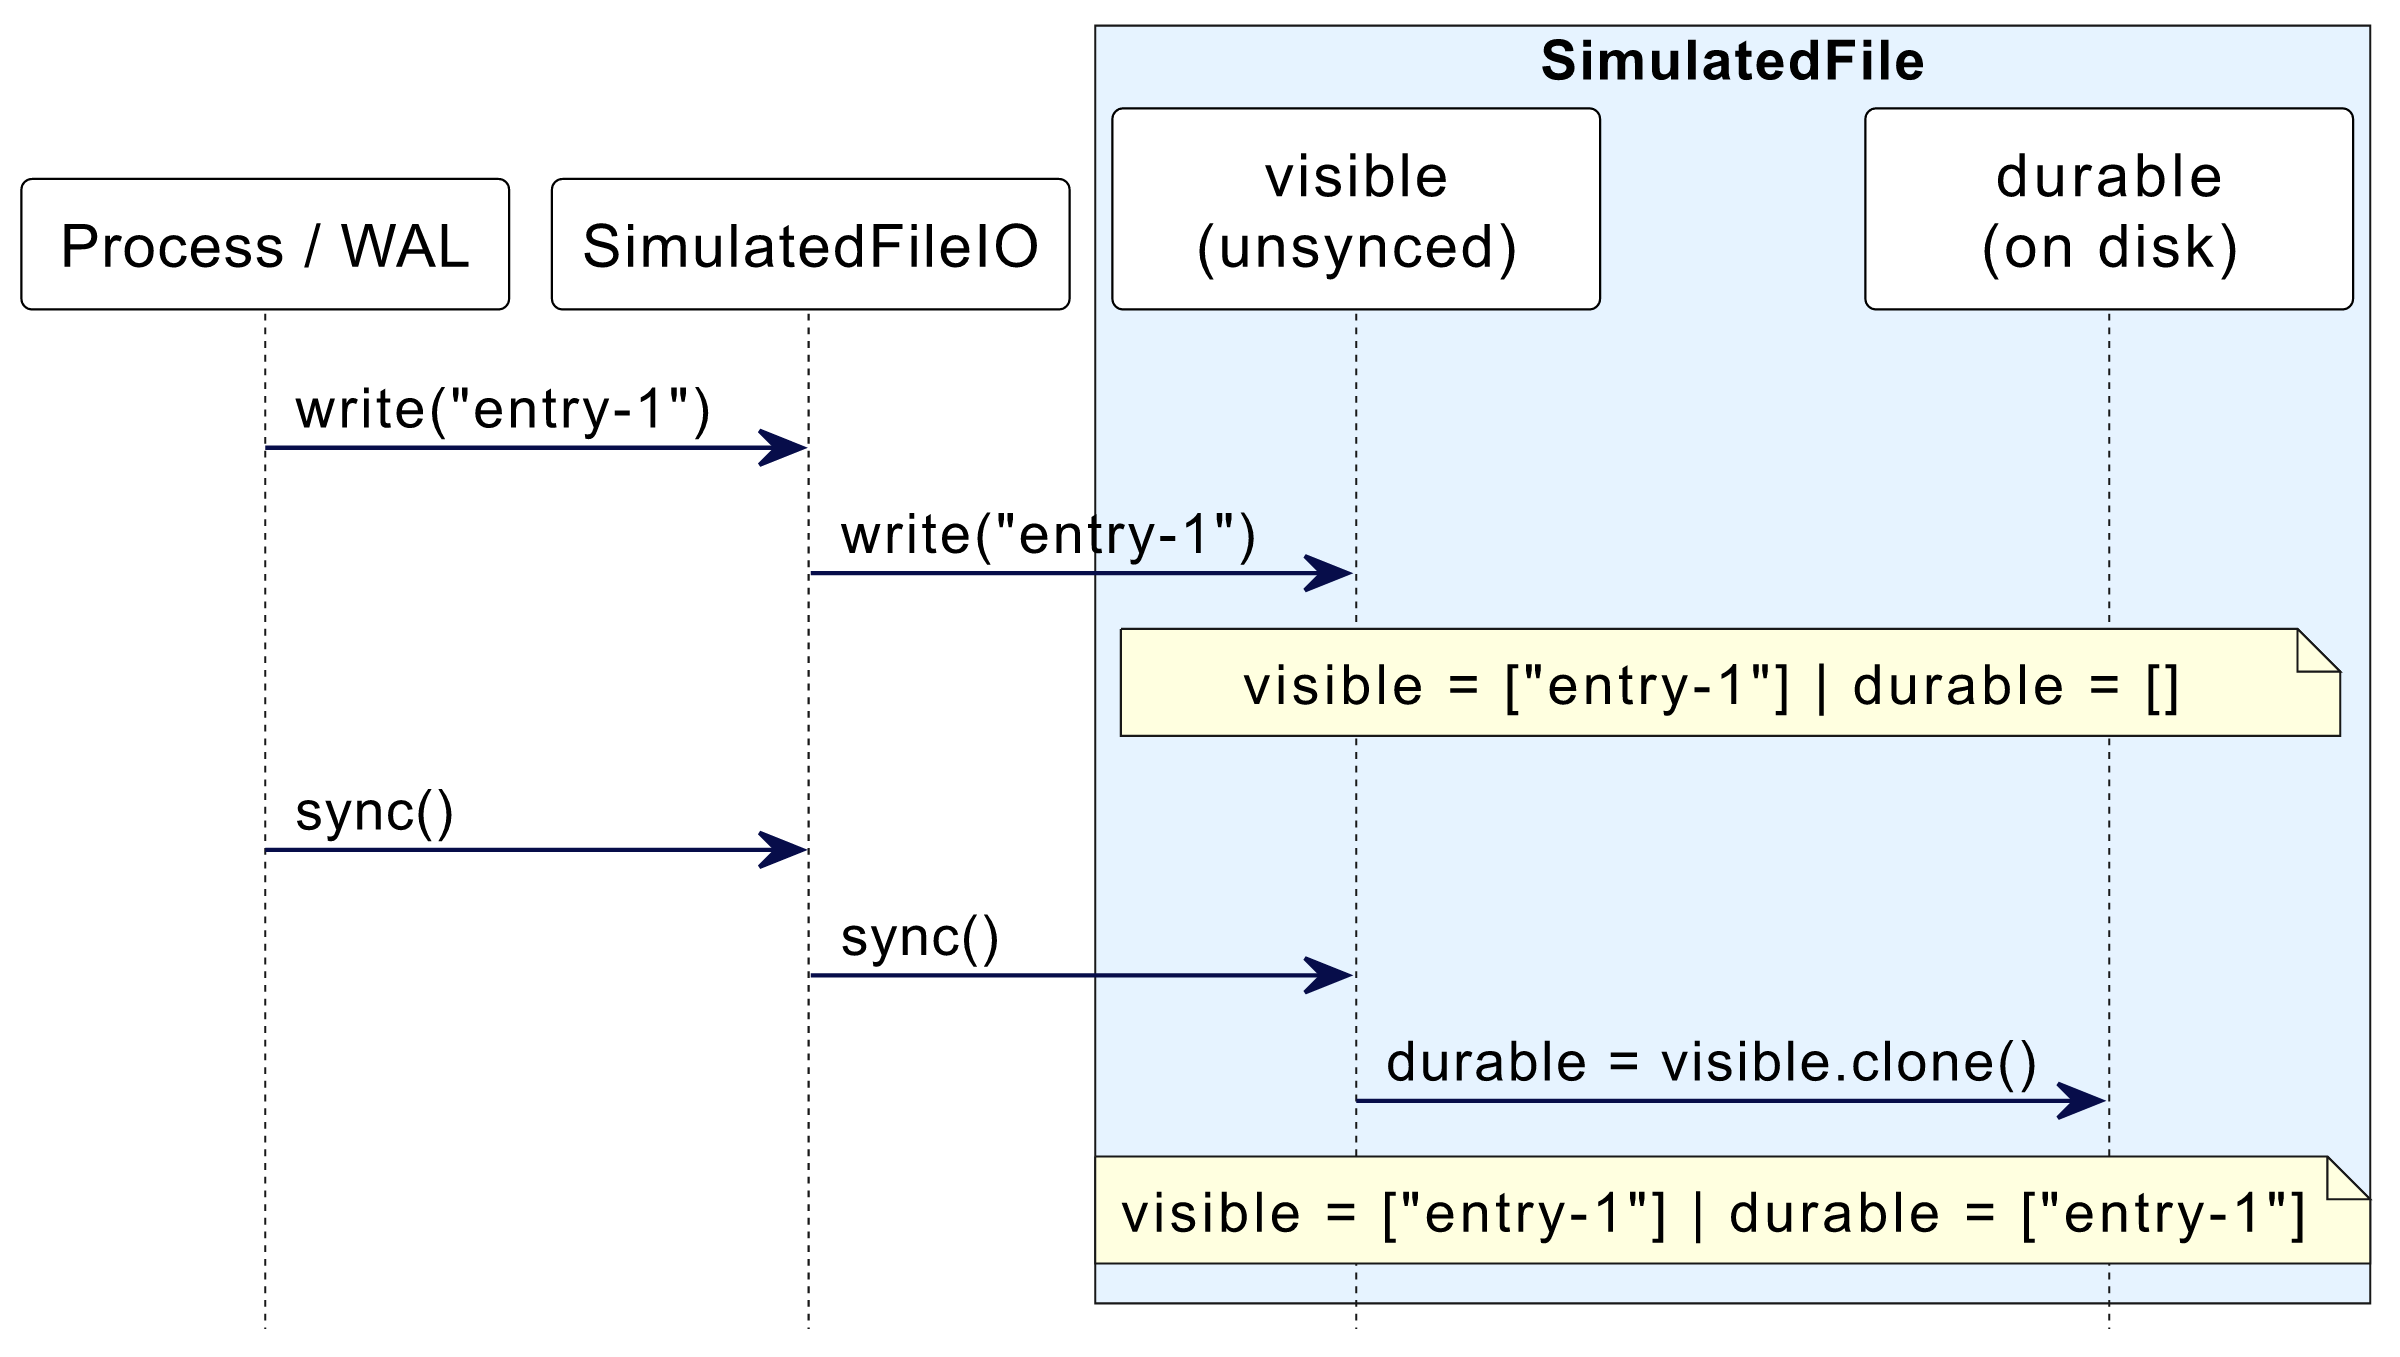 SimulatedFile
Process / WAL
SimulatedFileIO
visible
(unsynced)
durable
(on disk)
write("entry-1")
write("entry-1")
visible = ["entry-1"] | durable = []
sync()
sync()
durable = visible.clone()
visible = ["entry-1"] | durable = ["entry-1"]